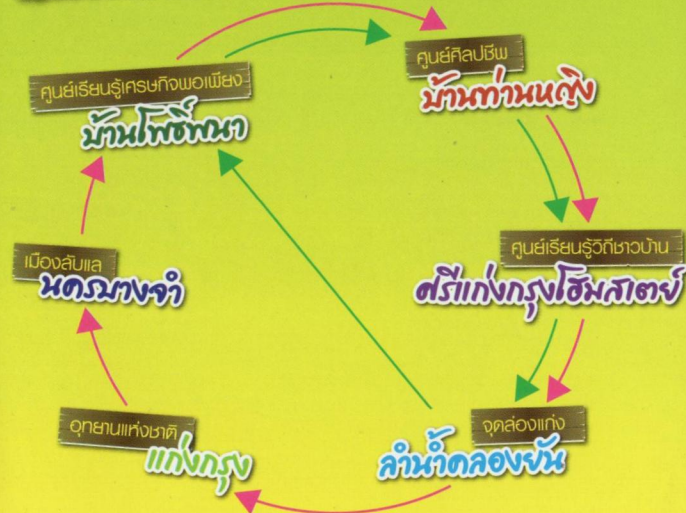 ศูนย์เรียนรู้เศรษฐกิจพอเพียง
บ้านโพธิ์พนา
ศูนย์ศิลปชีพ
บ้านท่านหญิง
ศูนย์เรียนรู้วิถีชาวบ้าน
ศรีแก่งกรุงโฮมสเตย์
จุดล่องแก่ง
ลำน้ำคลองยัน
อุทยานแห่งชาติ
แก่งกรุง
เมืองลับแล
นครบางจำ